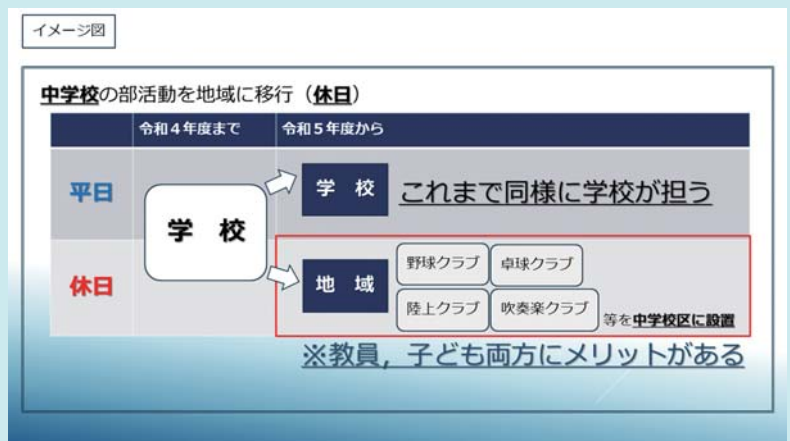 イメージ図
中学校の部活動を地域に移行（休日）
令和４年度まで
令和５年度から
平日
学　校
学　校
これまで同様に学校が担う
休日
地　域
野球クラブ
卓球クラブ
陸上クラブ
吹奏楽クラブ
等を中学校区に設置
※教員，子ども両方にメリットがある